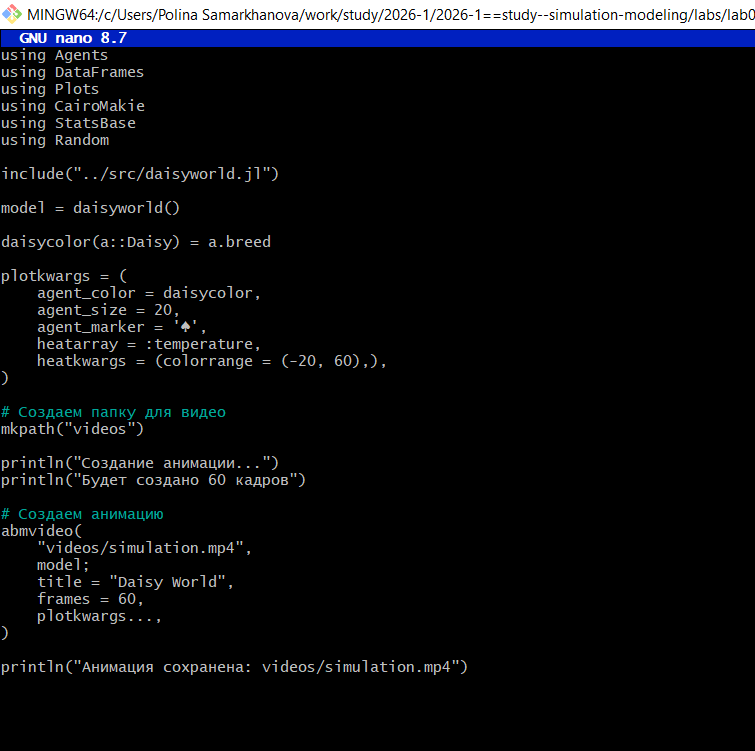 MINGW64:/c/Users/Polina Samarkhanova/work/study/2026-1/2026-1==study--simulation-modeling/labs/lab0
GNU nano 8.7
using Agents
using DataFrames
using Plots
using CairoMakie
using StatsBase
using Random
include("../src/daisyworld.jl")
model = daisyworld()
daisycolor(a::Daisy) = a.breed
plotkwargs = (
    agent_color = daisycolor,
    agent_size = 20,
    agent_marker = '♠',
    heatarray = :temperature,
    heatkwargs = (colorrange = (-20, 60),),
)
# Создаем папку для видео
mkpath("videos")
println("Создание анимации...")
println("Будет создано 60 кадров")
# Создаем анимацию
abmvideo(
    "videos/simulation.mp4",
    model;
    title = "Daisy World",
    frames = 60,
    plotkwargs...,
)
println("Анимация сохранена: videos/simulation.mp4")